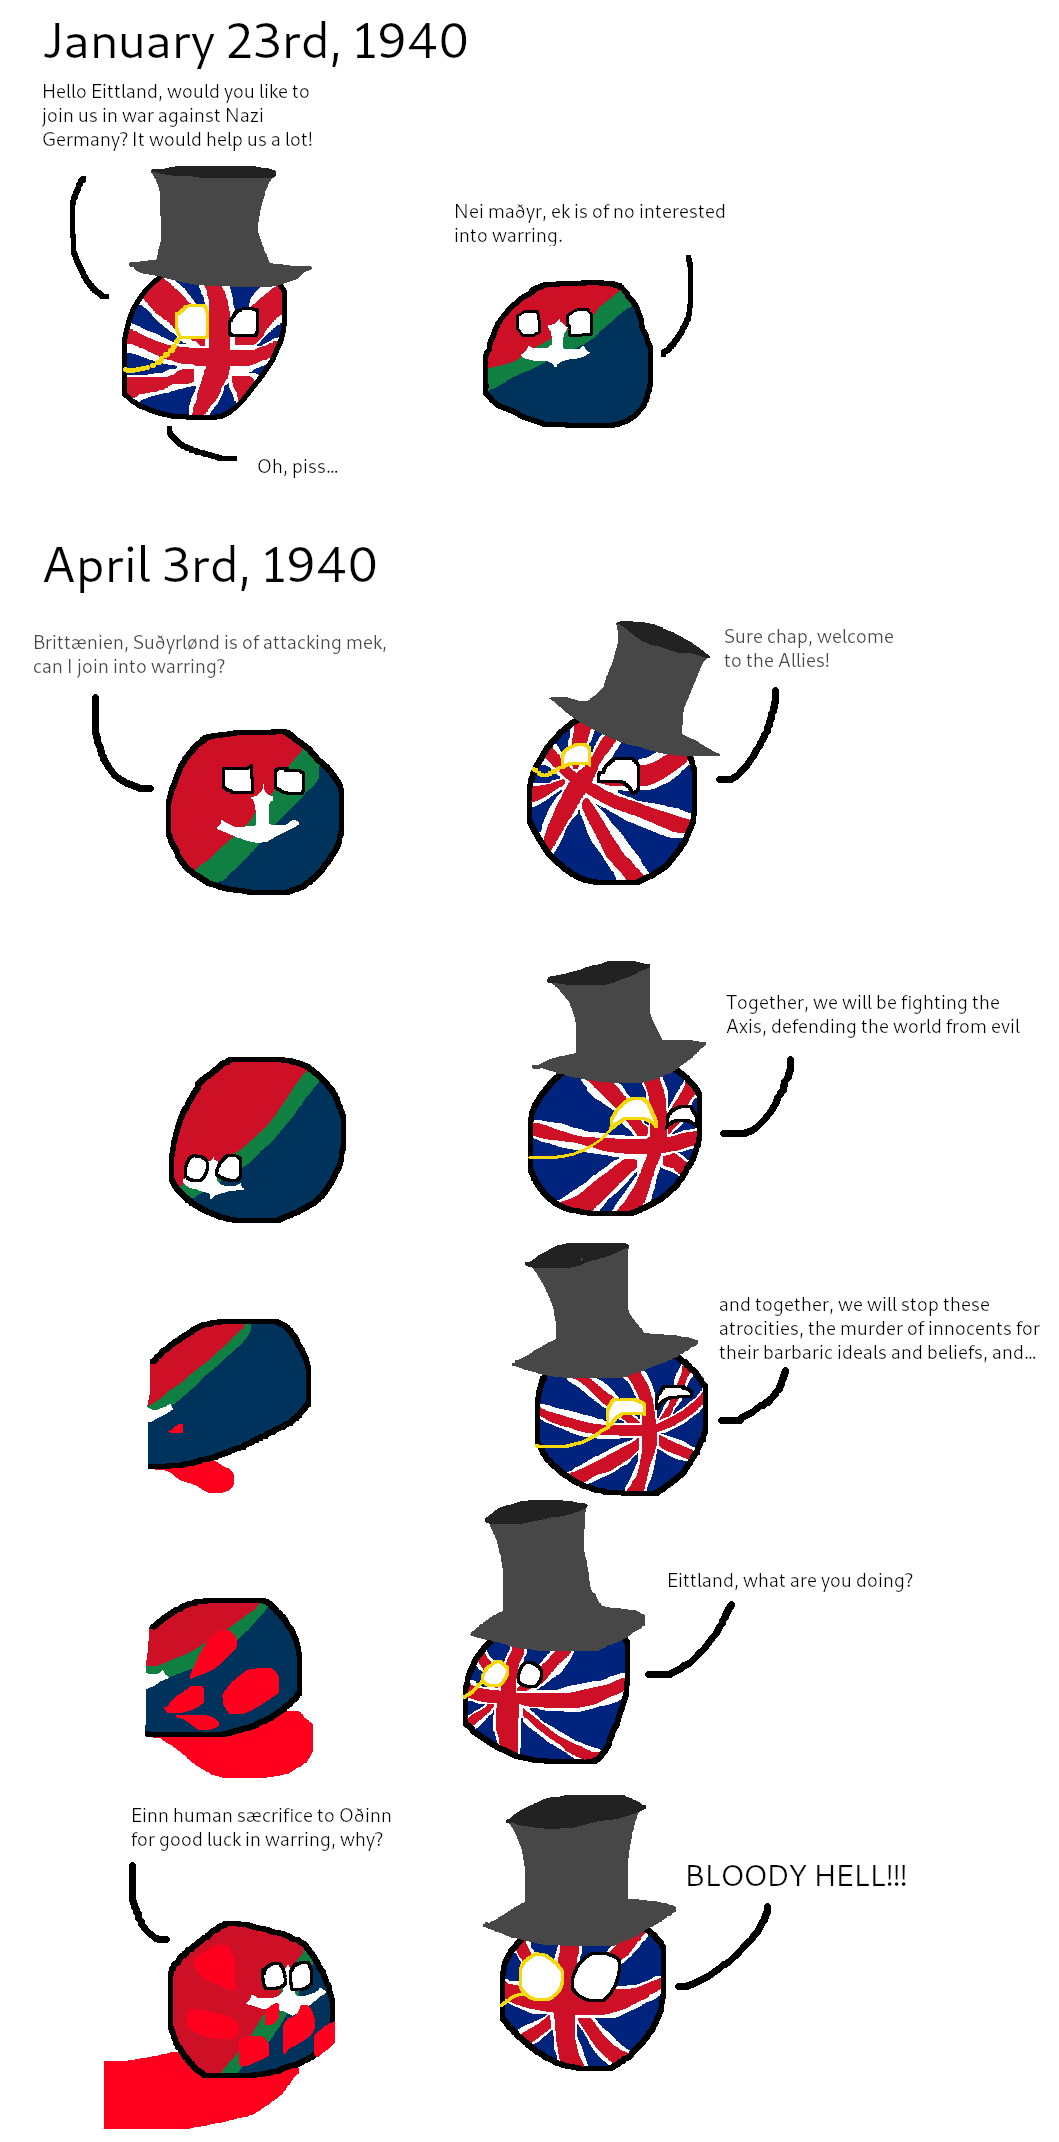 January 23rd, 1940
Hello Eittland, would you like to
join us in war against Nazi
Germany? It would help us a lot!
Nei maðyr, ek is of no interested
into warring.
Oh, piss...
April 3rd, 1940
Brittænien, Suðyrlønd is of attacking mek,
can I join into warring?
Sure chap, welcome
to the Allies!
Together, we will be fighting the
Axis, defending the world from evil
and together, we will stop these
atrocities, the murder of innocents for
their barbaric ideals and beliefs, and...
Eittland, what are you doing?
Einn human sæcrifice to Oðinn
for good luck in warring, why?
BLOODY HELL!!!